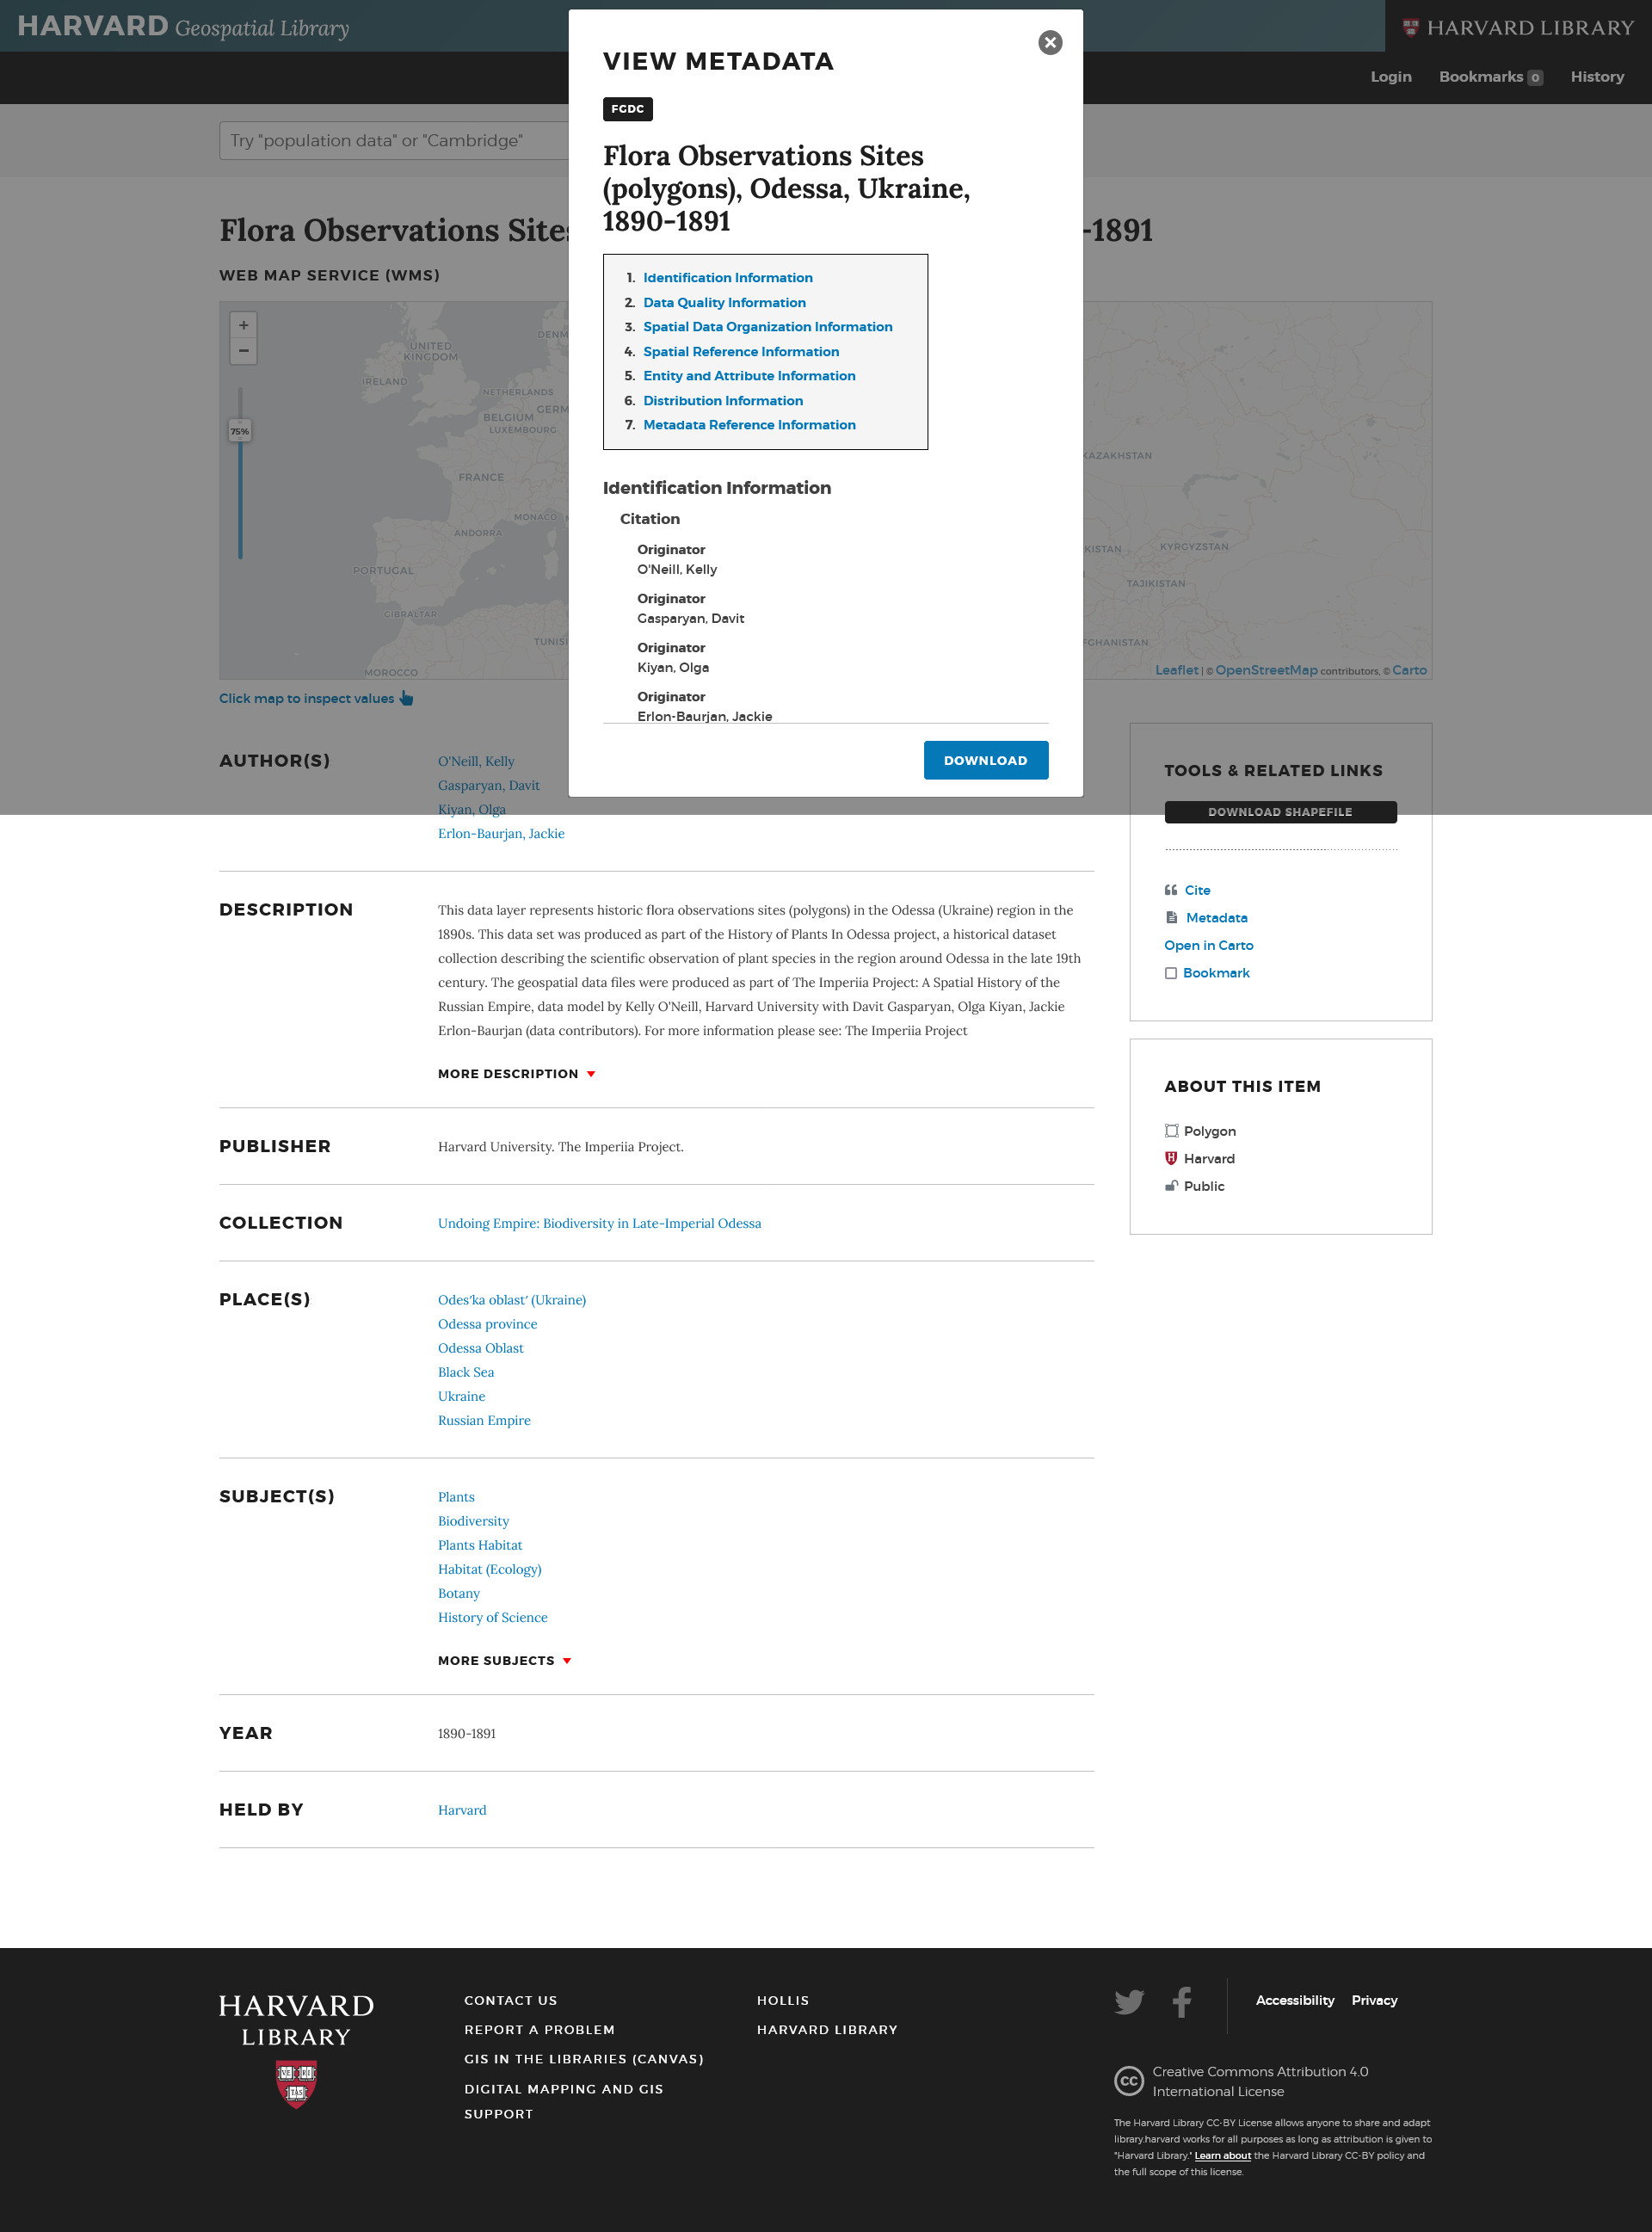 HARVARD Geospatial Library
HARVARD LIBRARY
Login
Bookmarks 0
History
Try "population data" or "Cambridge"
Flora Observations Sites
-1891
WEB MAP SERVICE (WMS)
+
−
75%
UNITED
KINGDOM
IRELAND
DENM
NETHERLANDS
BELGIUM
GERM
LUXEMBOURG
FRANCE
MONACO
ANDORRA
PORTUGAL
GIBRALTAR
TUNIS
MOROCCO
KAZAKHSTAN
KISTAN
KYRGYZSTAN
TAJIKISTAN
FGHANISTAN
Leaflet | © OpenStreetMap contributors, © Carto
Click map to inspect values
VIEW METADATA
FGDC
Flora Observations Sites
(polygons), Odessa, Ukraine,
1890-1891
1. Identification Information
2. Data Quality Information
3. Spatial Data Organization Information
4. Spatial Reference Information
5. Entity and Attribute Information
6. Distribution Information
7. Metadata Reference Information
Identification Information
Citation
Originator
O'Neill, Kelly
Originator
Gasparyan, Davit
Originator
Kiyan, Olga
Originator
Erlon-Baurjan, Jackie
DOWNLOAD
AUTHOR(S)
O'Neill, Kelly
Gasparyan, Davit
Kiyan, Olga
Erlon-Baurjan, Jackie
DESCRIPTION
This data layer represents historic flora observations sites (polygons) in the Odessa (Ukraine) region in the
1890s. This data set was produced as part of the History of Plants In Odessa project, a historical dataset
collection describing the scientific observation of plant species in the region around Odessa in the late 19th
century. The geospatial data files were produced as part of The Imperiia Project: A Spatial History of the
Russian Empire, data model by Kelly O'Neill, Harvard University with Davit Gasparyan, Olga Kiyan, Jackie
Erlon-Baurjan (data contributors). For more information please see: The Imperiia Project
MORE DESCRIPTION
PUBLISHER
Harvard University. The Imperiia Project.
COLLECTION
Undoing Empire: Biodiversity in Late-Imperial Odessa
PLACE(S)
Odesʹka oblastʹ (Ukraine)
Odessa province
Odessa Oblast
Black Sea
Ukraine
Russian Empire
SUBJECT(S)
Plants
Biodiversity
Plants Habitat
Habitat (Ecology)
Botany
History of Science
MORE SUBJECTS
YEAR
1890-1891
HELD BY
Harvard
TOOLS & RELATED LINKS
DOWNLOAD SHAPEFILE
Cite
Metadata
Open in Carto
Bookmark
ABOUT THIS ITEM
Polygon
Harvard
Public
HARVARD
LIBRARY
VE RI
TAS
CONTACT US
REPORT A PROBLEM
GIS IN THE LIBRARIES (CANVAS)
DIGITAL MAPPING AND GIS
SUPPORT
HOLLIS
HARVARD LIBRARY
Accessibility
Privacy
CC
Creative Commons Attribution 4.0
International License
The Harvard Library CC-BY License allows anyone to share and adapt
library.harvard works for all purposes as long as attribution is given to
"Harvard Library." Learn about the Harvard Library CC-BY policy and
the full scope of this license.